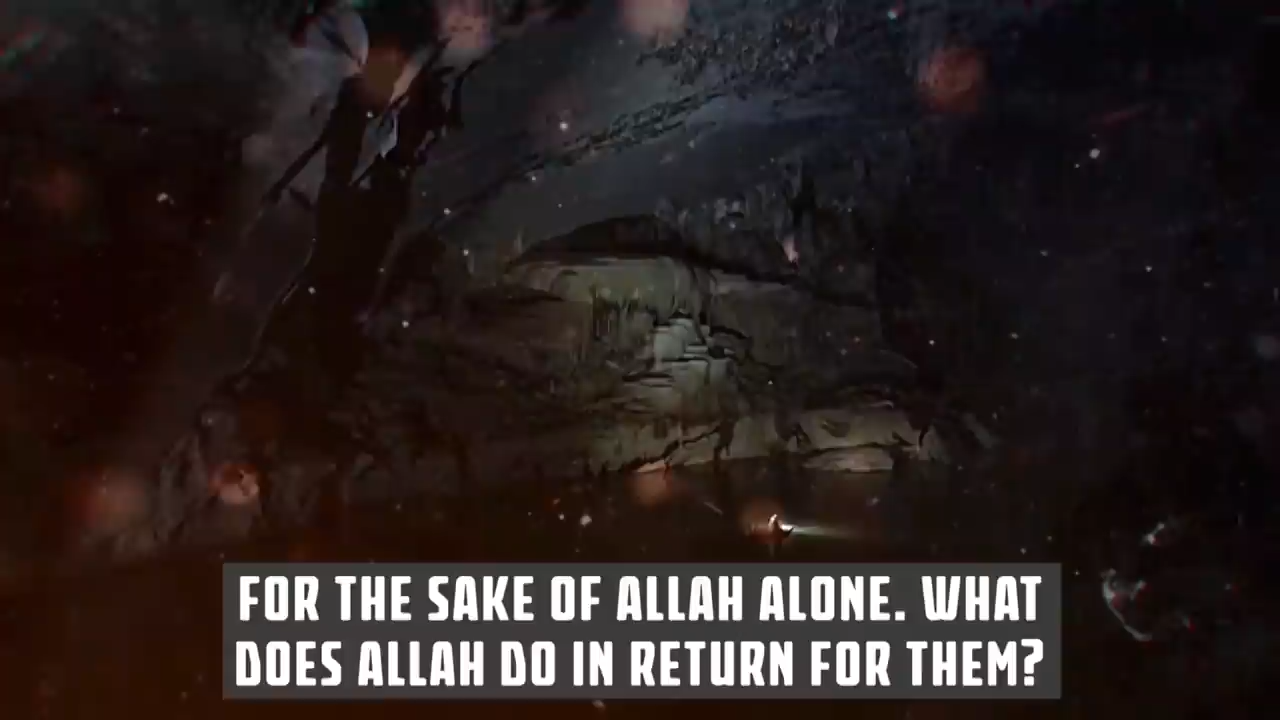 FOR THE SAKE OF ALLAH ALONE. WHAT
DOES ALLAH DO IN RETURN FOR THEM?